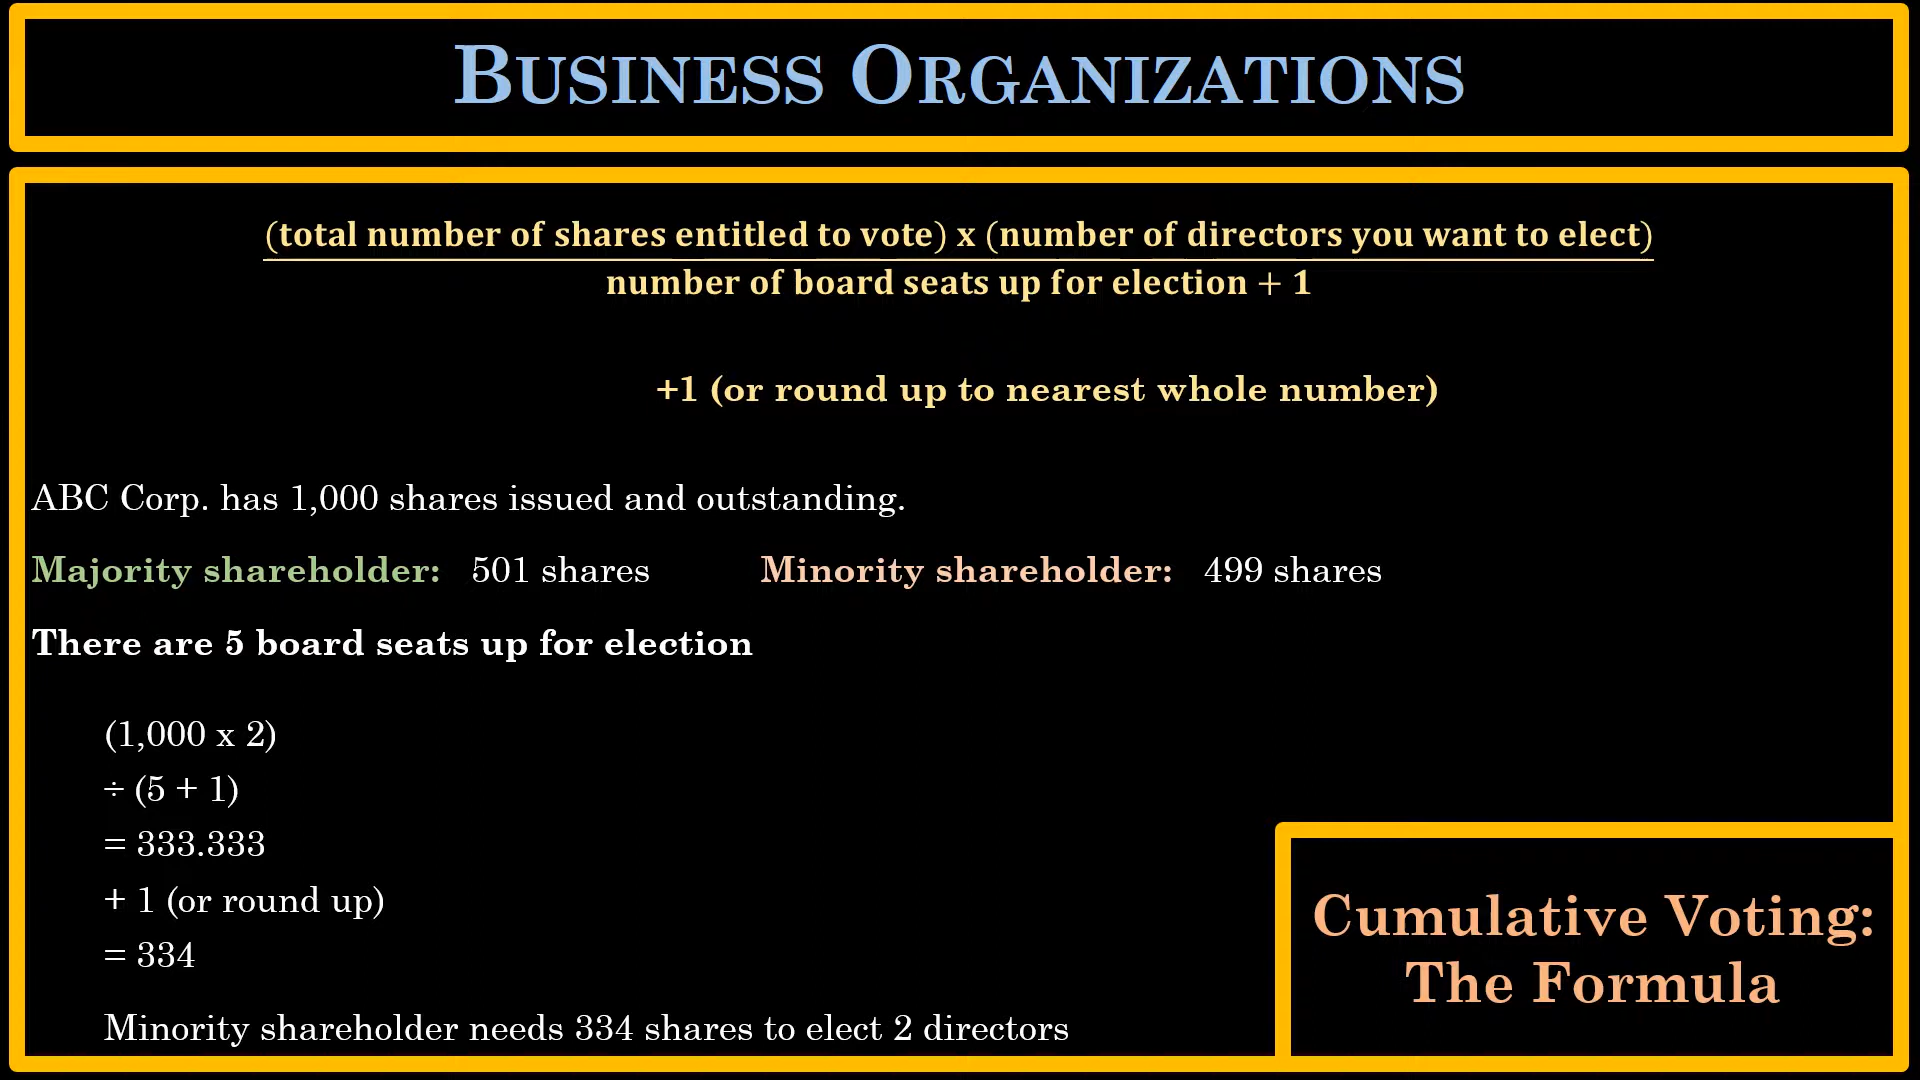 BUSINESS ORGANIZATIONS
(total number of shares entitled to vote) x (number of directors you want to elect)
number of board seats up for election + 1
+1 (or round up to nearest whole number)
ABC Corp. has 1,000 shares issued and outstanding.
Majority shareholder: 501 shares Minority shareholder: 499 shares
There are 5 board seats up for election
(1,000 x 2)
÷ (5 + 1)
= 333.333
+ 1 (or round up)
= 334
Minority shareholder needs 334 shares to elect 2 directors
Cumulative Voting:
The Formula